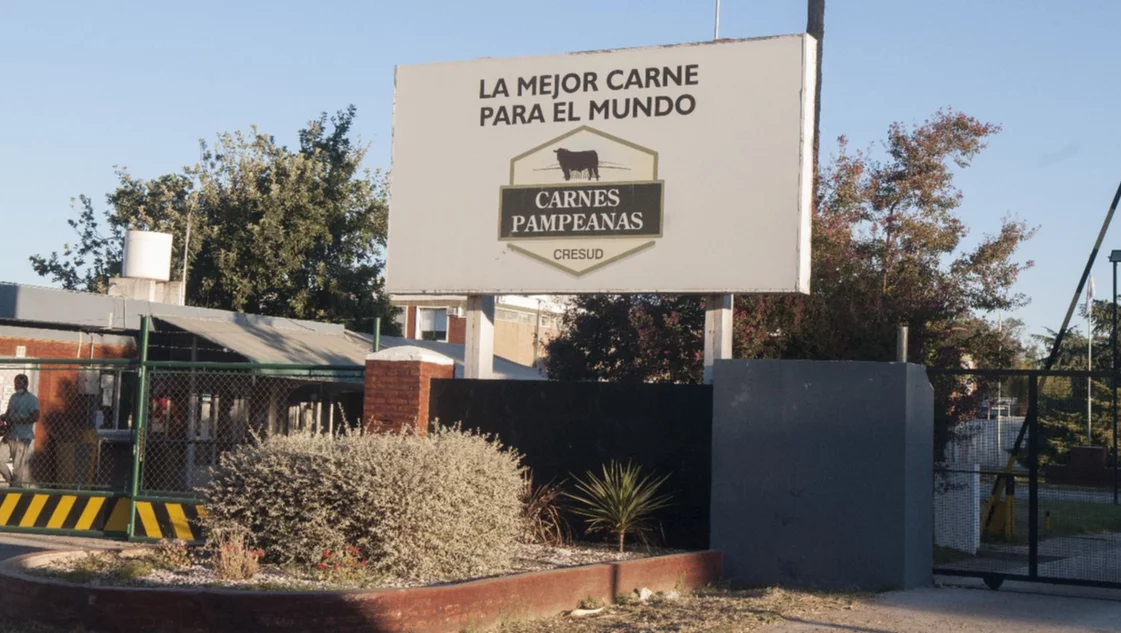 LA MEJOR CARNE
PARA EL MUNDO
CARNES
PAMPEANAS
CRESUD